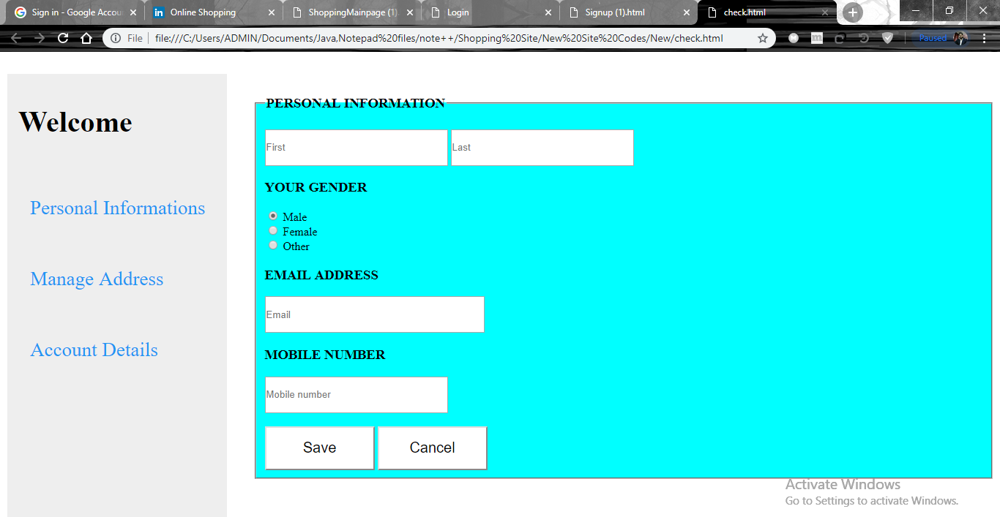 Sign in - Google Accou
Online Shopping
ShoppingMainpage (1)
Login
Signup (1).html
check.html
File
file:///C:/Users/ADMIN/Documents/Java,Notepad%20files/note++/Shopping%20Site/New%20Site%20Codes/New/check.html
Paused
Welcome
Personal Informations
Manage Address
Account Details
PERSONAL INFORMATION
First Last
YOUR GENDER
Male
Female
Other
EMAIL ADDRESS
Email
MOBILE NUMBER
Mobile number
Save Cancel
Activate Windows
Go to Settings to activate Windows.